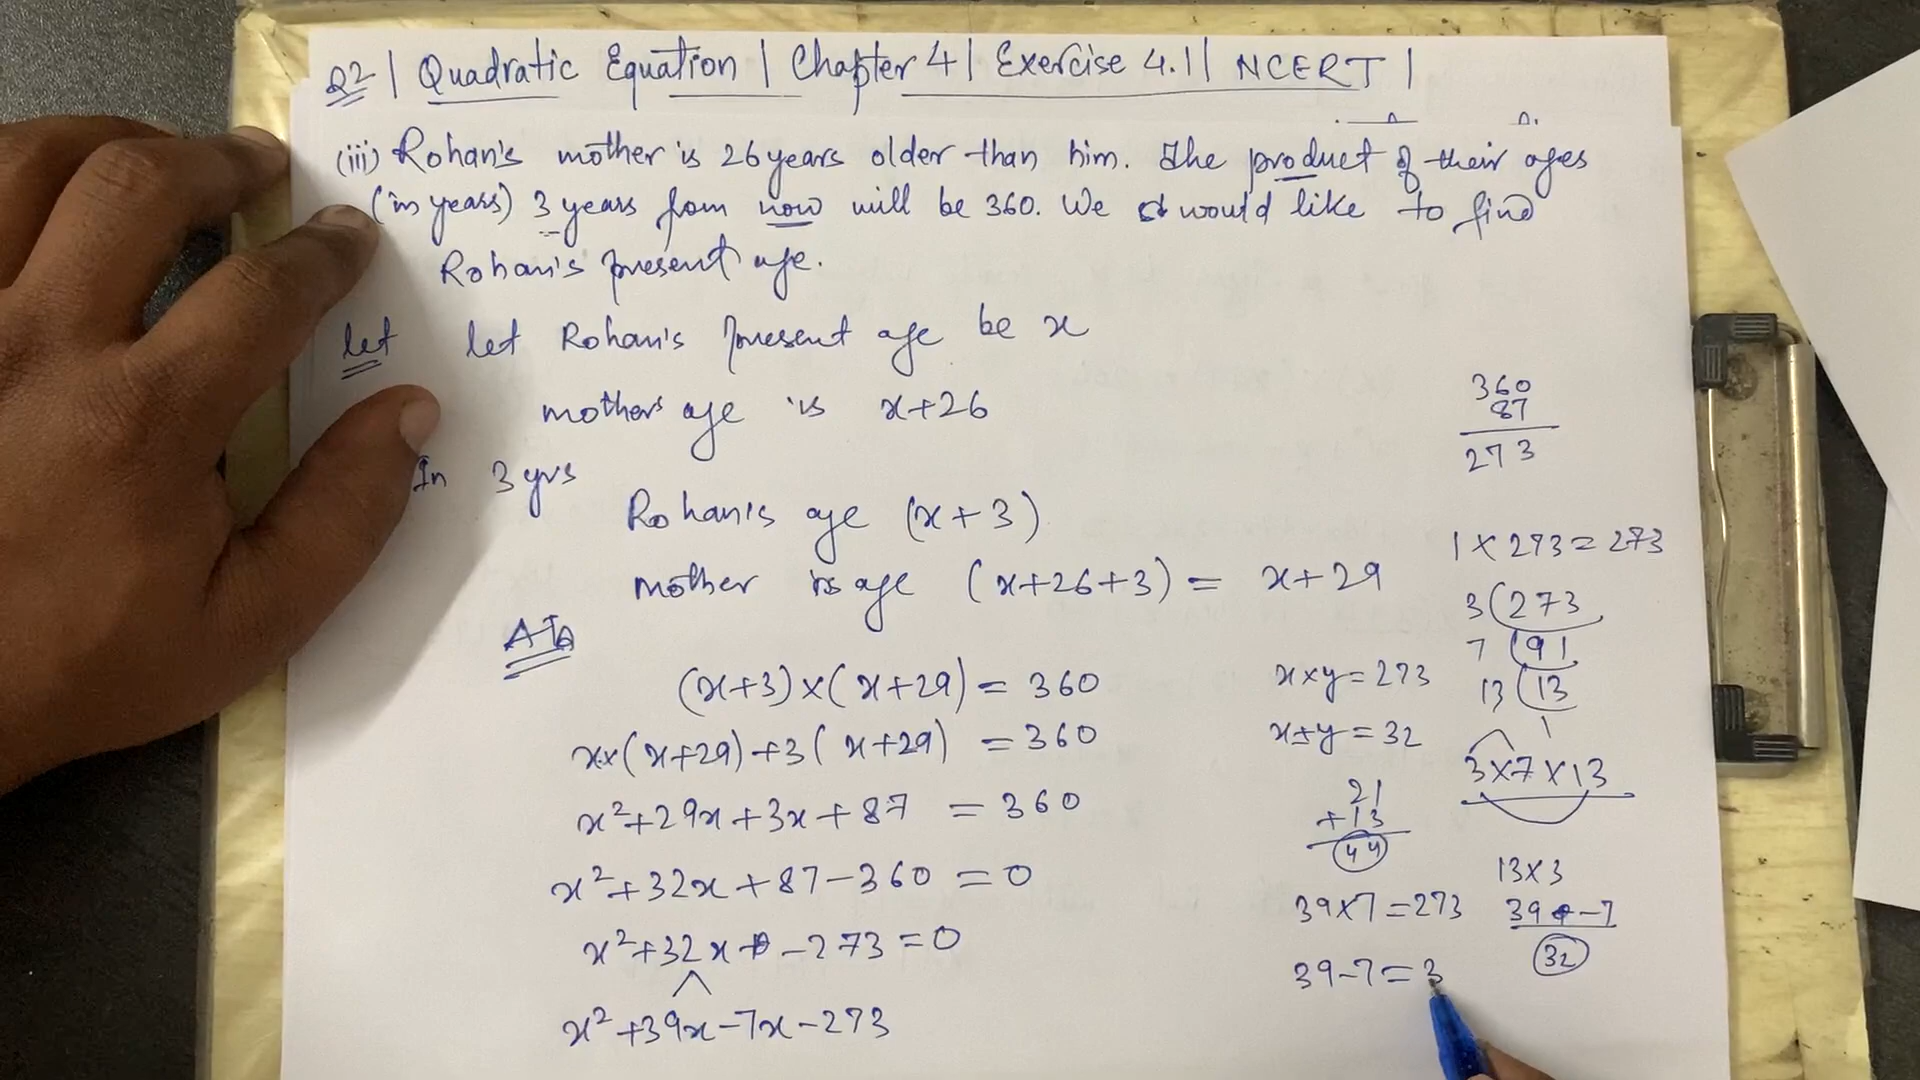 Q2 | Quadratic Equation | Chapter 4 | Exercise 4.1 | NCERT |
(iii) Rohan's mother is 26 years older than him. The product of their ages
(in years) 3 years from now will be 360. We would like to find
Rohan's present age.
let let Rohan's present age be x
mother's age is x+26
In 3 yrs
Rohan's age (x+3)
mother is age (x+26+3) = x+29
ATQ
(x+3)×(x+29) = 360
x×(x+29)+3(x+29) = 360
x²+29x+3x+87 = 360
x²+32x+87-360 = 0
x²+32x-273=0
x²+39x-7x-273
360
87
273
1×273=273
3(273
7(91
13(13
1
3×7×13
x×y=273
x±y=32
21
+13
44
13×3
39-7
32
39×7=273
39-7=3